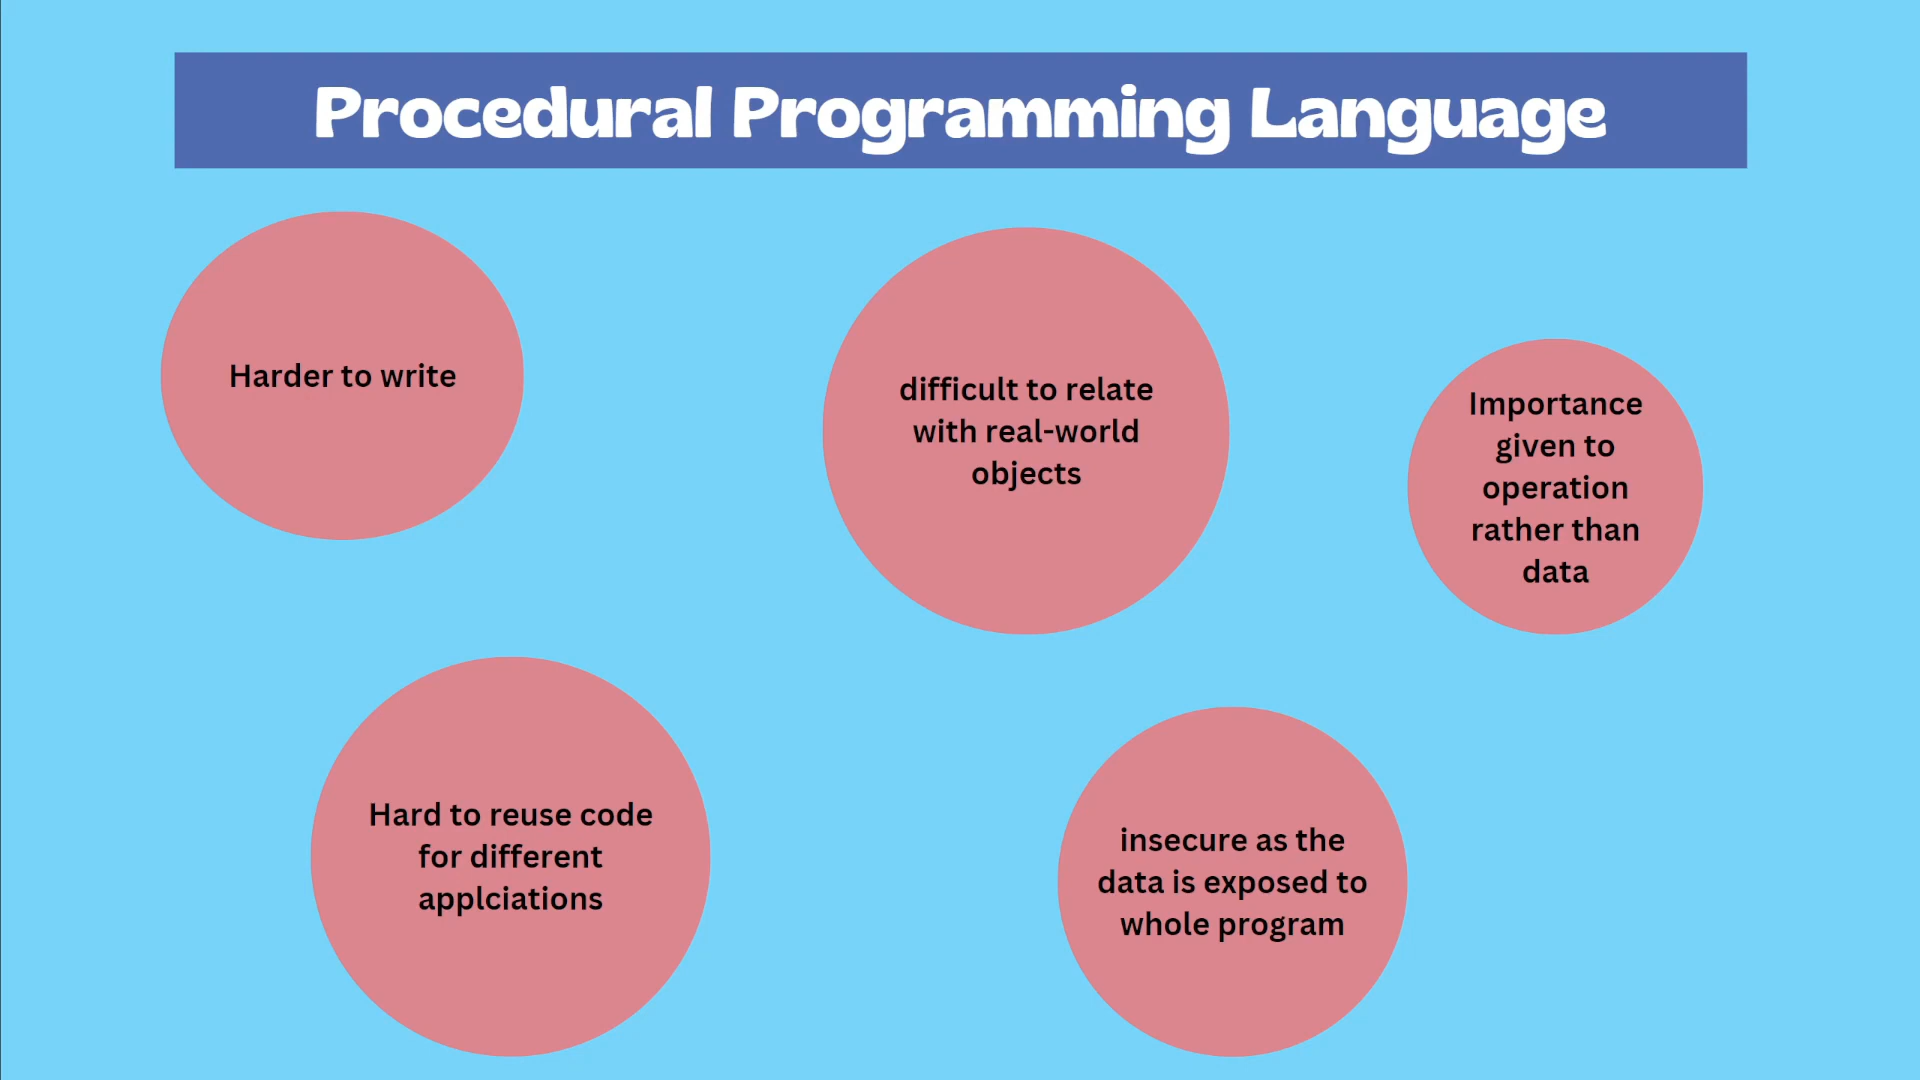 Procedural Programming Language
Harder to write
difficult to relate
with real-world
objects
Importance
given to
operation
rather than
data
Hard to reuse code
for different
applciations
insecure as the
data is exposed to
whole program